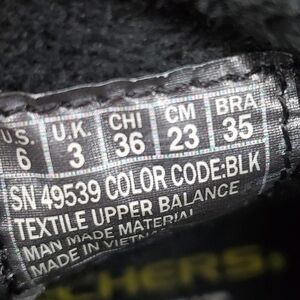 U.S. U.K. CHI CM BRA
6 3 36 23 35
SN 49539 COLOR CODE:BLK
TEXTILE UPPER BALANCE
MAN MADE MATERIAL
MADE IN VIETNAM